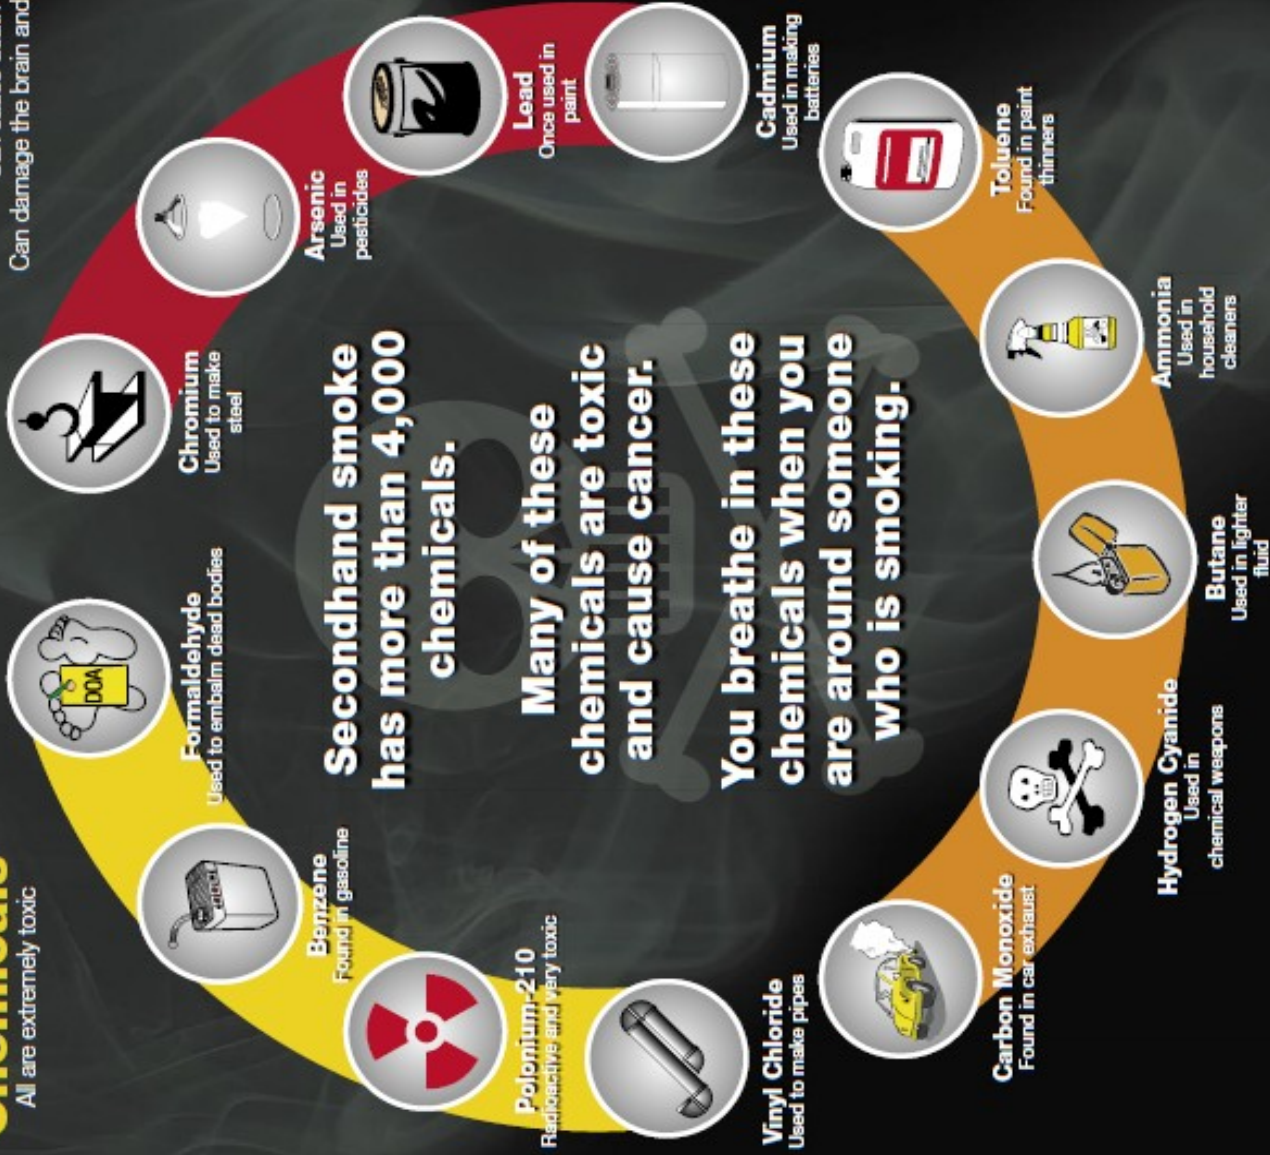 All are extremely toxic
Can damage the brain and
DOA
Formaldehyde
Used to embalm dead bodies
Chromium
Used to make
steel
Benzene
Found in gasoline
Arsenic
Used in
pesticides
Polonium-210
Radioactive and very toxic
Lead
Once used in
paint
Vinyl Chloride
Used to make pipes
Cadmium
Used in making
batteries
Secondhand smoke
has more than 4,000
chemicals.
Many of these
chemicals are toxic
and cause cancer.
You breathe in these
chemicals when you
are around someone
who is smoking.
Carbon Monoxide
Found in car exhaust
Hydrogen Cyanide
Used in
chemical weapons
Butane
Used in lighter
fluid
Ammonia
Used in
household
cleaners
Toluene
Found in paint
thinners